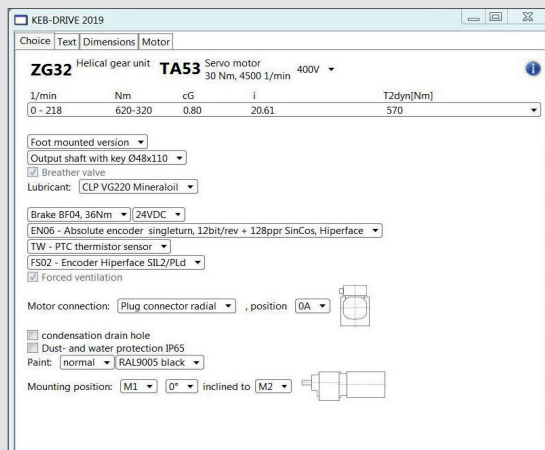 KEB-DRIVE 2019
Choice Text Dimensions Motor
ZG32 Helical gear unit TA53 Servo motor 400V
30 Nm, 4500 1/min
1/min Nm cG i T2dyn[Nm]
0 - 218 620-320 0.80 20.61 570
Foot mounted version
Output shaft with key Ø48x110
Breather valve
Lubricant: CLP VG220 Mineraloil
Brake BF04, 36Nm 24VDC
EN06 - Absolute encoder singleturn, 12bit/rev + 128ppr SinCos, Hiperface
TW - PTC thermistor sensor
FS02 - Encoder Hiperface SIL2/PLd
Forced ventilation
Motor connection: Plug connector radial , position 0A
condensation drain hole
Dust- and water protection IP65
Paint: normal RAL9005 black
Mounting position: M1 0° inclined to M2